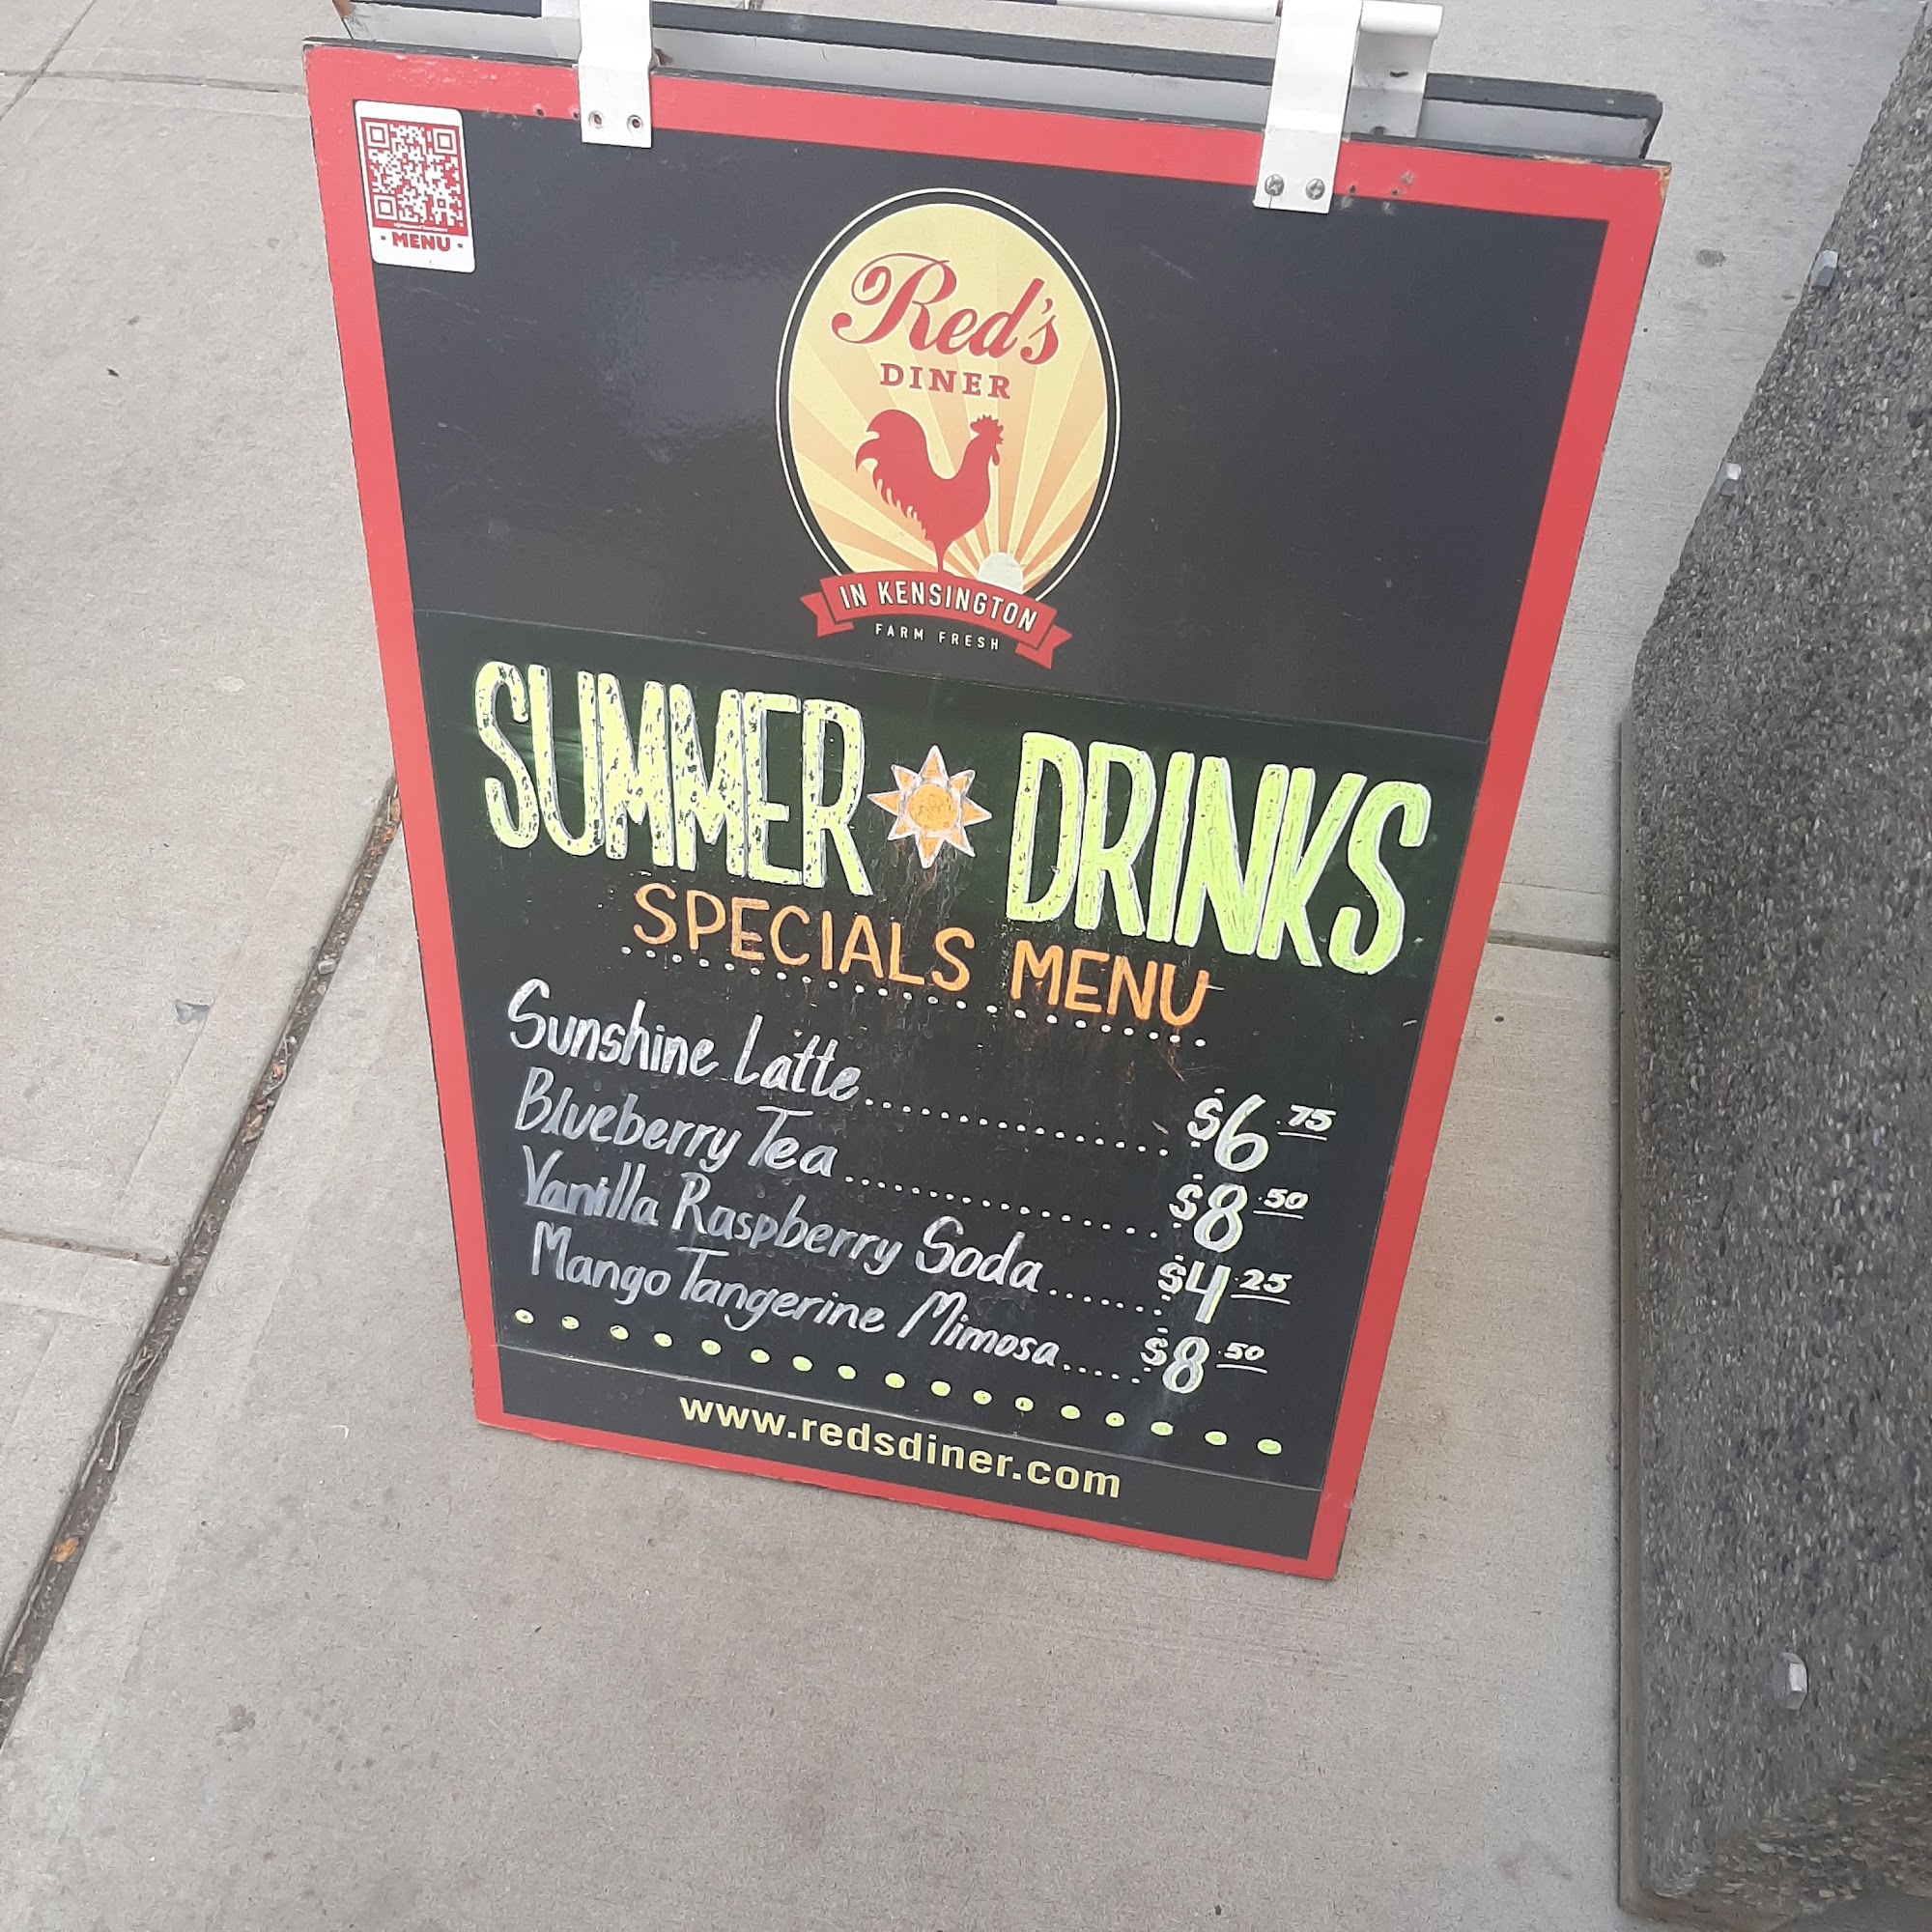 MENU
Red's
DINER
IN KENSINGTON
FARM FRESH
SUMMER DRINKS
SPECIALS MENU
Sunshine Latte.................. $6.75
Blueberry Tea.................. $8.50
Vanilla Raspberry Soda....... $4.25
Mango Tangerine Mimosa...... $8.50
www.redsdiner.com